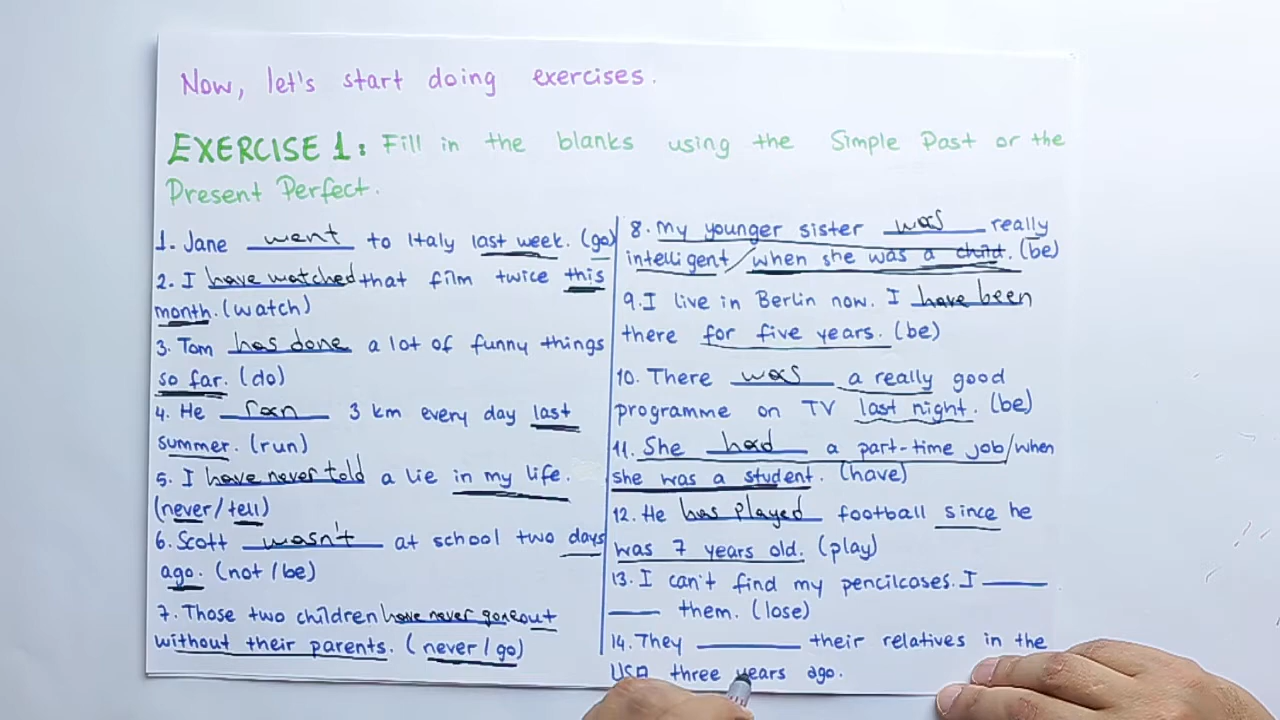 Now, let's start doing exercises.
EXERCISE 1: Fill in the blanks using the Simple Past or the
Present Perfect.
1. Jane went to Italy last week. (go)
2. I have watched that film twice this
month. (watch)
3. Tom has done a lot of funny things
so far. (do)
4. He ran 3 km every day last
summer. (run)
5. I have never told a lie in my life.
(never/tell)
6. Scott wasn't at school two days
ago. (not/be)
7. Those two children have never gone out
without their parents. (never/go)
8. My younger sister was really
intelligent / when she was a child. (be)
9. I live in Berlin now. I have been
there for five years. (be)
10. There was a really good
programme on TV last night. (be)
11. She had a part-time job/when
she was a student. (have)
12. He has played football since he
was 7 years old. (play)
13. I can't find my pencilcases. I ____
____ them. (lose)
14. They ____ their relatives in the
USA three years ago.